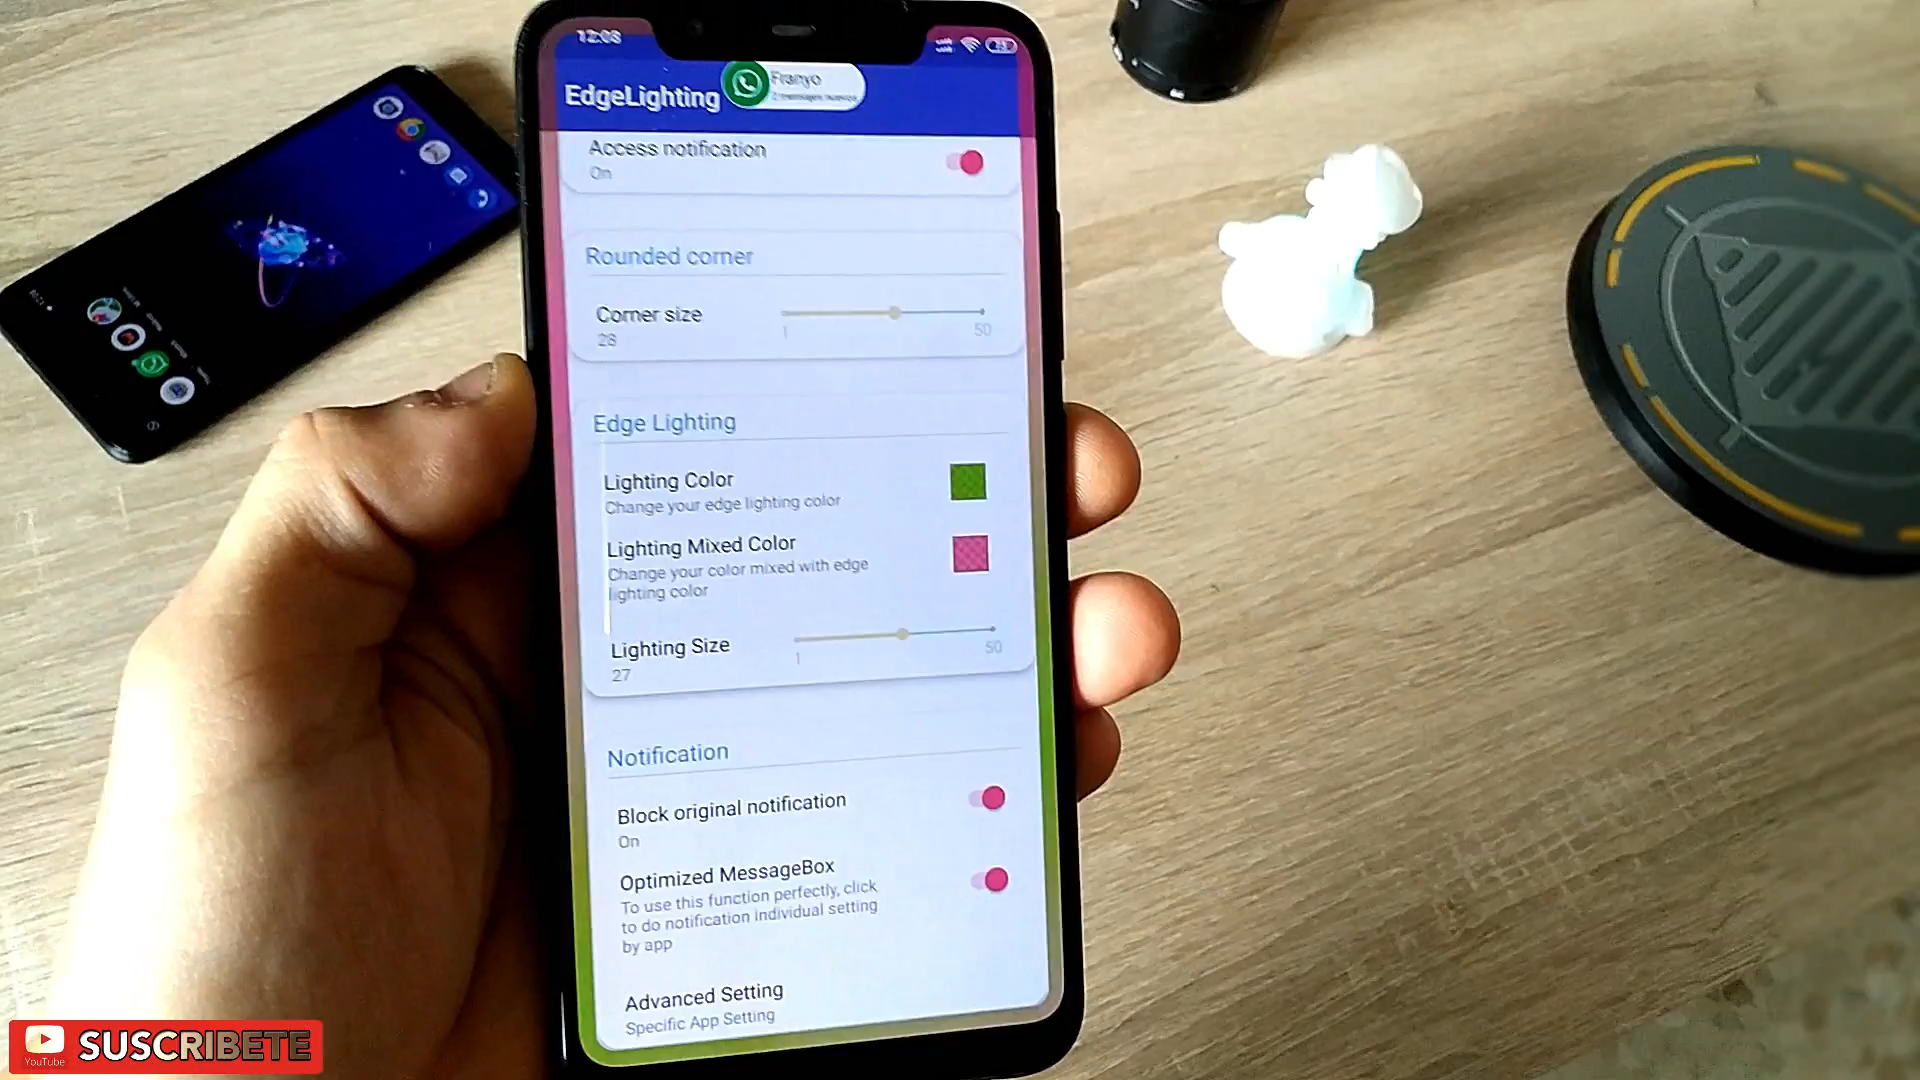 12:08
EdgeLighting
Franyo
2 mensajes nuevos
Access notification
On
Rounded corner
Corner size
28
1
50
Edge Lighting
Lighting Color
Change your edge lighting color
Lighting Mixed Color
Change your color mixed with edge
lighting color
Lighting Size
27
1
50
Notification
Block original notification
On
Optimized MessageBox
To use this function perfectly, click
to do notification individual setting
by app
Advanced Setting
Specific App Setting
YouTube
SUSCRIBETE